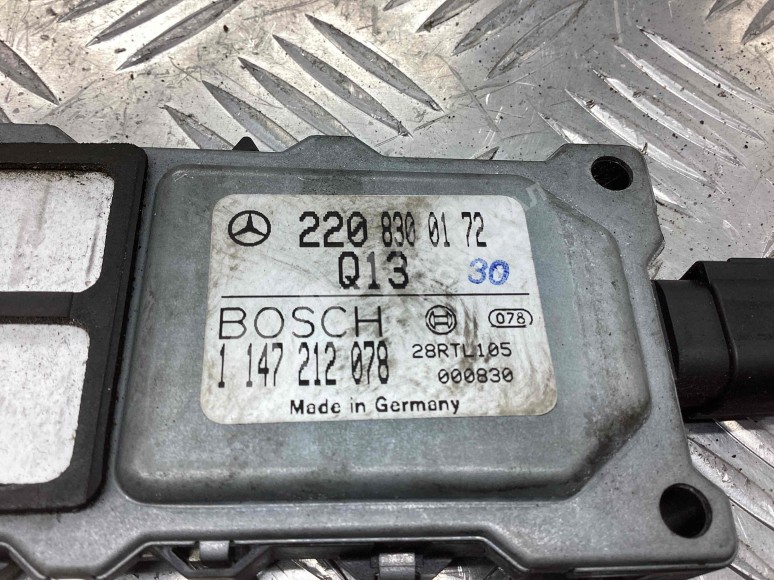 220 830 01 72
Q13 30
BOSCH 078
1 147 212 078 28RTL105
000830
Made in Germany